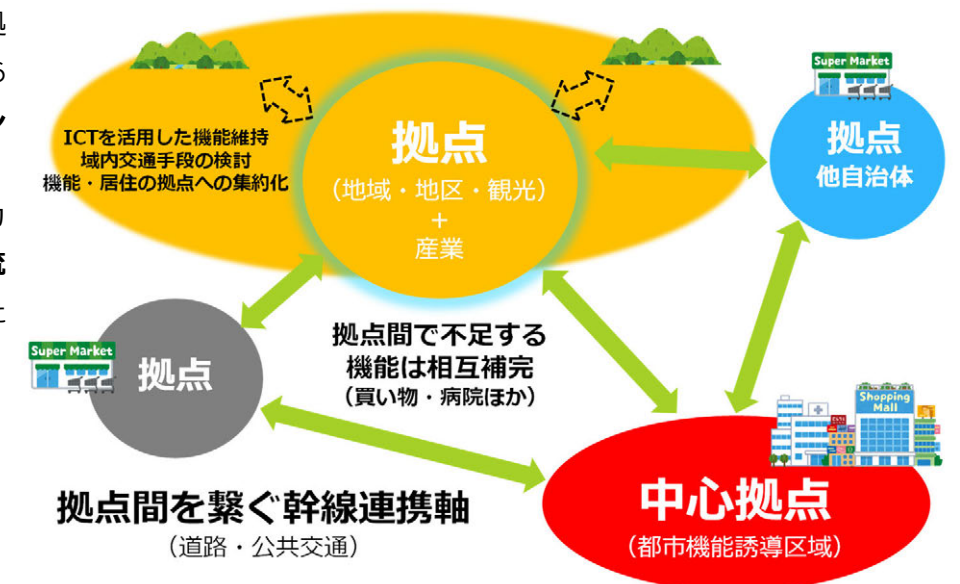 Super Market
ICTを活用した機能維持
域内交通手段の検討
機能・居住の拠点への集約化
拠点
(地域・地区・観光)
+
産業
拠点
他自治体
Super Market
拠点
拠点間で不足する
機能は相互補完
(買い物・病院ほか)
Shopping
Mall
中心拠点
(都市機能誘導区域)
拠点間を繋ぐ幹線連携軸
(道路・公共交通)